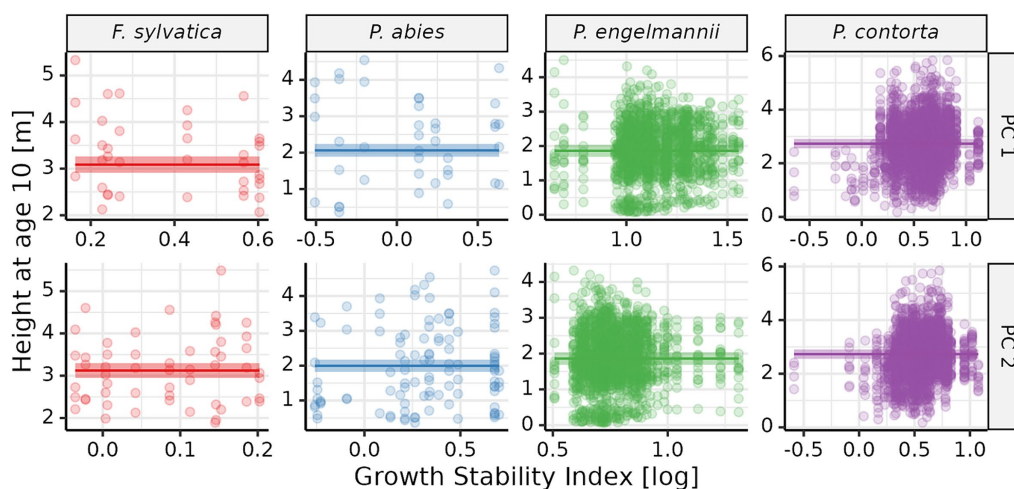 F. sylvatica P. abies P. engelmannii P. contorta
Height at age 10 [m]
5 4 3 2
4 3 2 1
4 3 2 1 0
6 4 2 0
PC 1
0.2 0.4 0.6
-0.5 0.0 0.5
1.0 1.5
-0.5 0.0 0.5 1.0
5 4 3 2
4 3 2 1
4 3 2 1 0
6 4 2 0
PC 2
0.0 0.1 0.2
0.0 0.5
0.5 1.0
-0.5 0.0 0.5 1.0
Growth Stability Index [log]